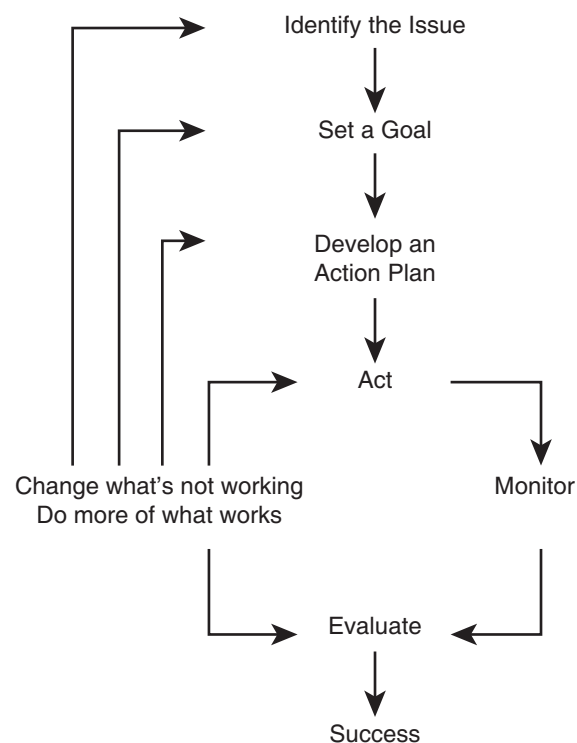 Identify the Issue
Set a Goal
Develop an
Action Plan
Act
Change what's not working
Do more of what works
Monitor
Evaluate
Success